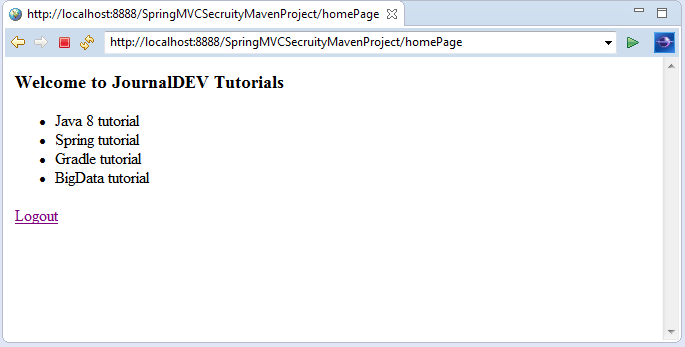 http://localhost:8888/SpringMVCSecruityMavenProject/homePage
http://localhost:8888/SpringMVCSecruityMavenProject/homePage
Welcome to JournalDEV Tutorials
Java 8 tutorial
Spring tutorial
Gradle tutorial
BigData tutorial
Logout